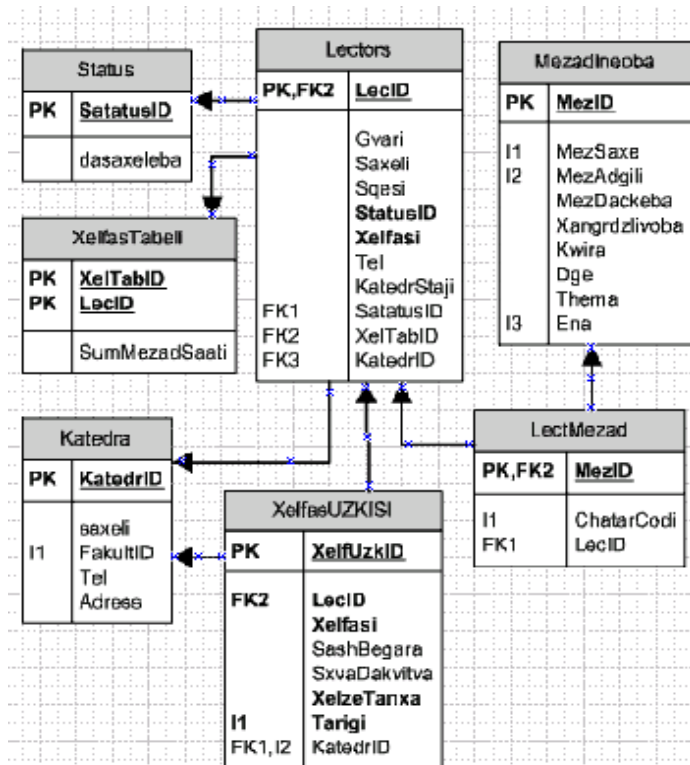 Status
PK SatatusID
dasaxeleba
Lectors
PK,FK2 LecID
Gvari
Saxeli
Sqesi
StatusID
Xelfasi
Tel
KatedrStaji
FK1 SatatusID
FK2 XelTabID
FK3 KatedrID
Mezadineoba
PK MezID
I1 MezSaxe
I2 MezAdgili
MezDackeba
Xangrdzlivoba
Kwira
Dge
Thema
I3 Ena
XelfasTabeli
PK XelTabID
PK LecID
SumMezadSaati
Katedra
PK KatedrID
saxeli
I1 FakultID
Tel
Adress
XelfasUZKISI
PK XelfUzkID
FK2 LecID
Xelfasi
SashBegara
SxvaDakvitva
XelzeTanxa
I1 Tarigi
FK1,I2 KatedrID
LectMezad
PK,FK2 MezID
I1 ChatarCodi
FK1 LecID